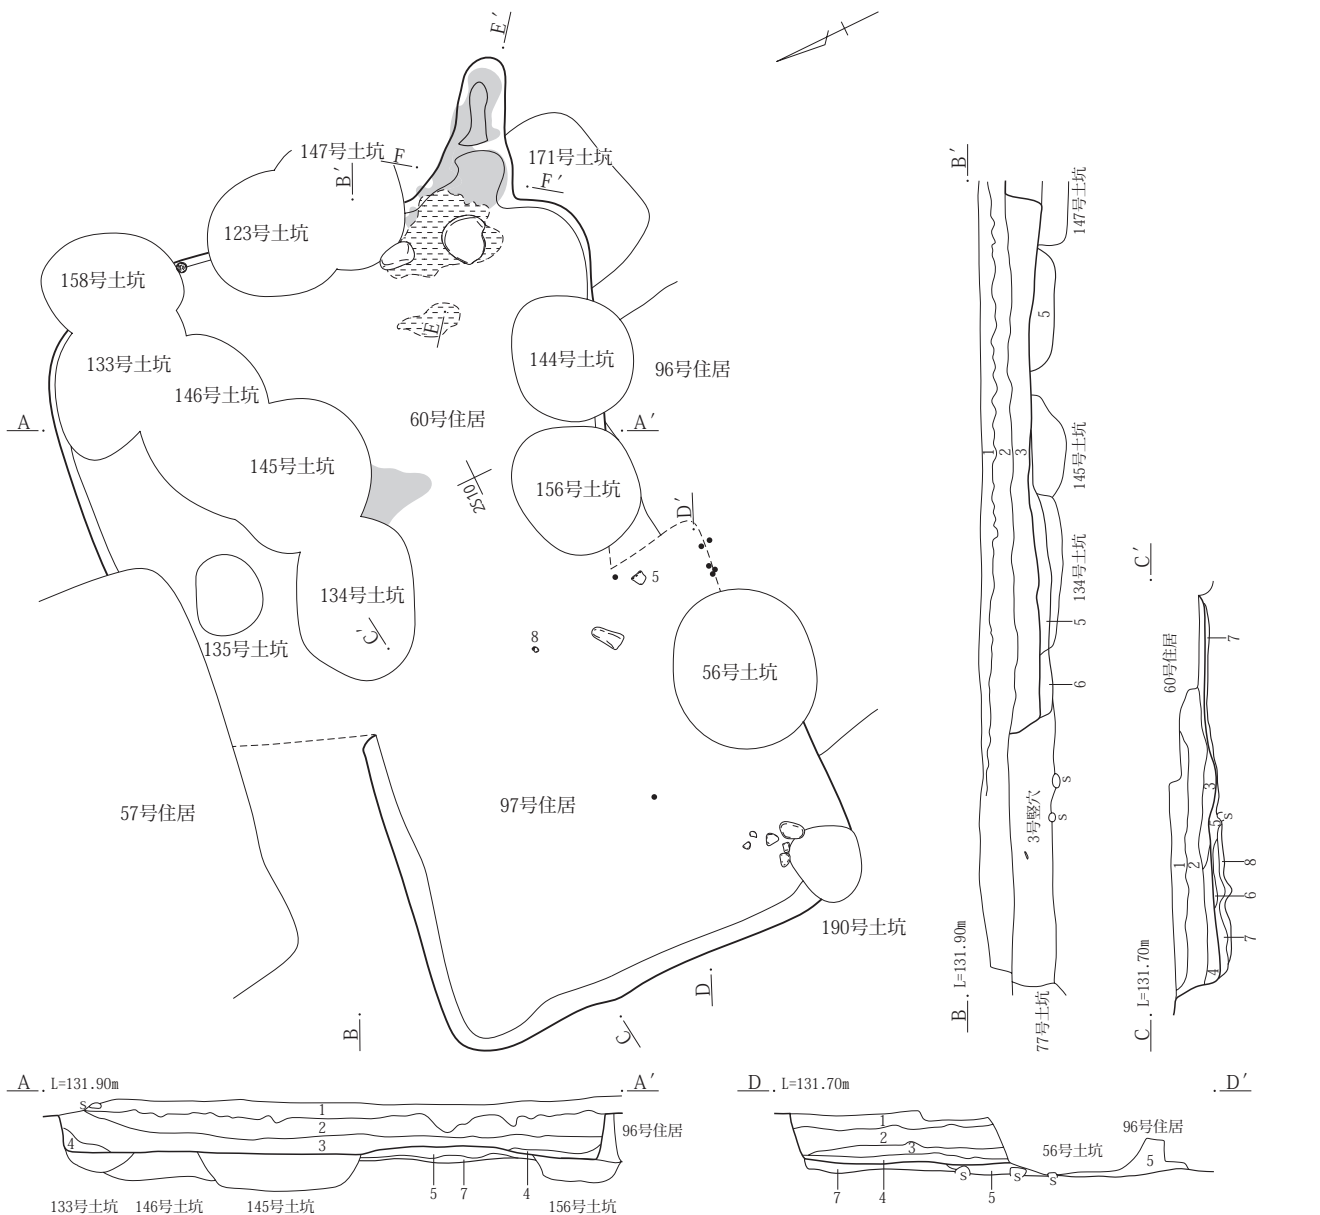 E′
147号土坑
F
171号土坑
B′
F′
123号土坑
158号土坑
E
133号土坑
144号土坑
96号住居
146号土坑
60号住居
A
A′
145号土坑
156号土坑
2510
D′
5
134号土坑
C′
8
135号土坑
56号土坑
97号住居
57号住居
190号土坑
D
B
C
B′
147号土坑
5
1
2
3
145号土坑
134号土坑
5
6
S
S
3号竪穴
B
L=131.90m
77号土坑
C′
7
60号住居
3
5
S
1
2
8
6
7
4
C
L=131.70m
A
L=131.90m
A′
S
1
2
3
4
96号住居
5
7
4
133号土坑
146号土坑
145号土坑
156号土坑
D
L=131.70m
D′
1
2
3
96号住居
56号土坑
5
S
S
S
7
4
5